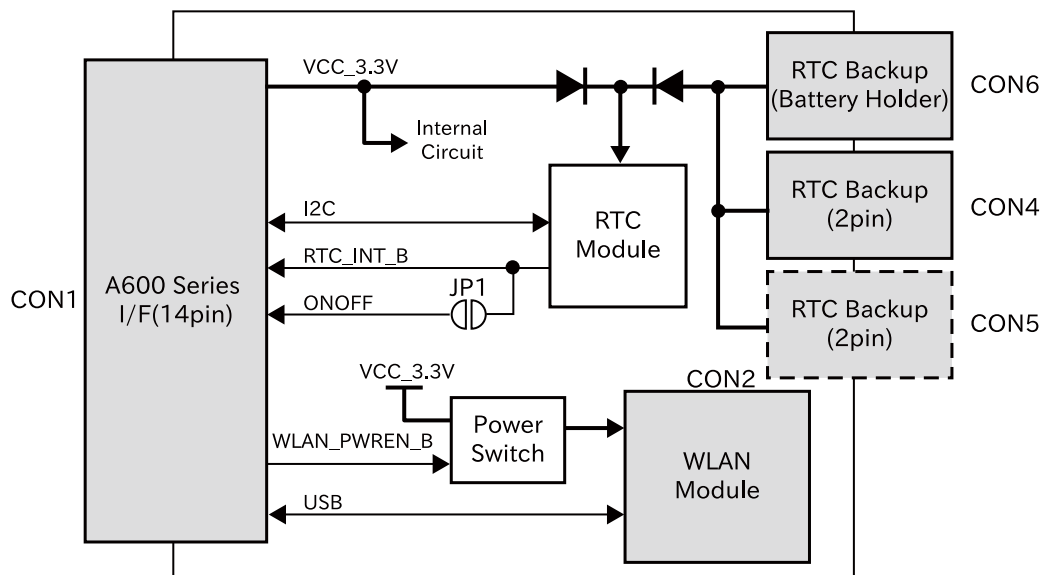 VCC_3.3V
RTC Backup
(Battery Holder)
CON6
Internal
Circuit
RTC Backup
(2pin)
CON4
I2C
RTC
Module
RTC_INT_B
CON1
A600 Series
I/F(14pin)
JP1
ONOFF
RTC Backup
(2pin)
CON5
VCC_3.3V
CON2
Power
Switch
WLAN_PWREN_B
WLAN
Module
USB